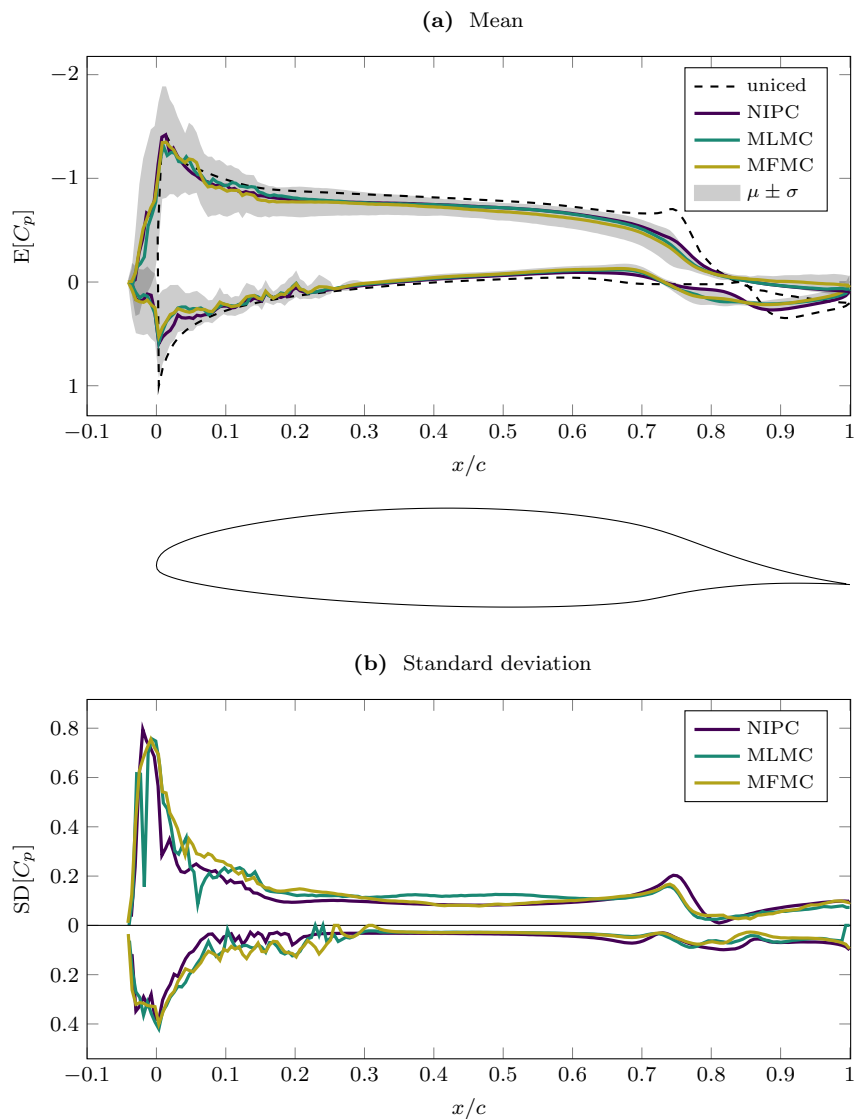 (a) Mean
−2
−1
0
1
E[Cp]
uniced
NIPC
MLMC
MFMC
μ ± σ
−0.1 0 0.1 0.2 0.3 0.4 0.5 0.6 0.7 0.8 0.9 1
x/c
(b) Standard deviation
0.8
0.6
0.4
0.2
0
0.2
0.4
SD[Cp]
NIPC
MLMC
MFMC
−0.1 0 0.1 0.2 0.3 0.4 0.5 0.6 0.7 0.8 0.9 1
x/c